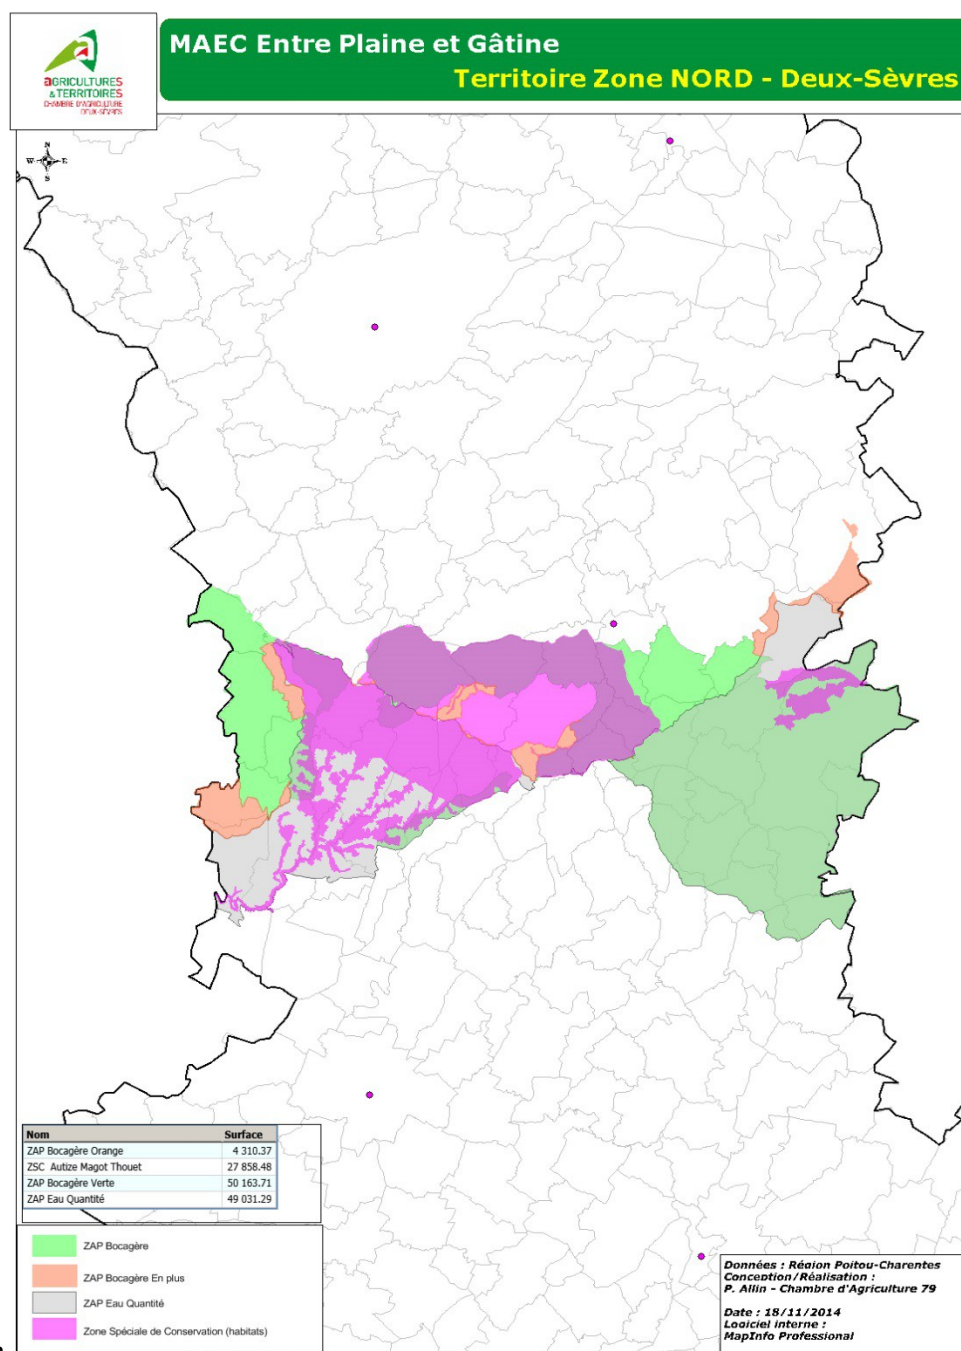 aGRICULTURES
& TERRITOIRES
CHAMBRE D'AGRICULTURE
DEUX-SÈVRES
MAEC Entre Plaine et Gâtine
Territoire Zone NORD - Deux-Sèvres
N
W E
S
Nom Surface
ZAP Bocagère Orange 4 310.37
ZSC Autize Magot Thouet 27 858.48
ZAP Bocagère Verte 50 163.71
ZAP Eau Quantité 49 031.29
ZAP Bocagère
ZAP Bocagère En plus
ZAP Eau Quantité
Zone Spéciale de Conservation (habitats)
Données : Région Poitou-Charentes
Conception/Réalisation :
P. Allin - Chambre d'Agriculture 79
Date : 18/11/2014
Logiciel interne :
MapInfo Professional